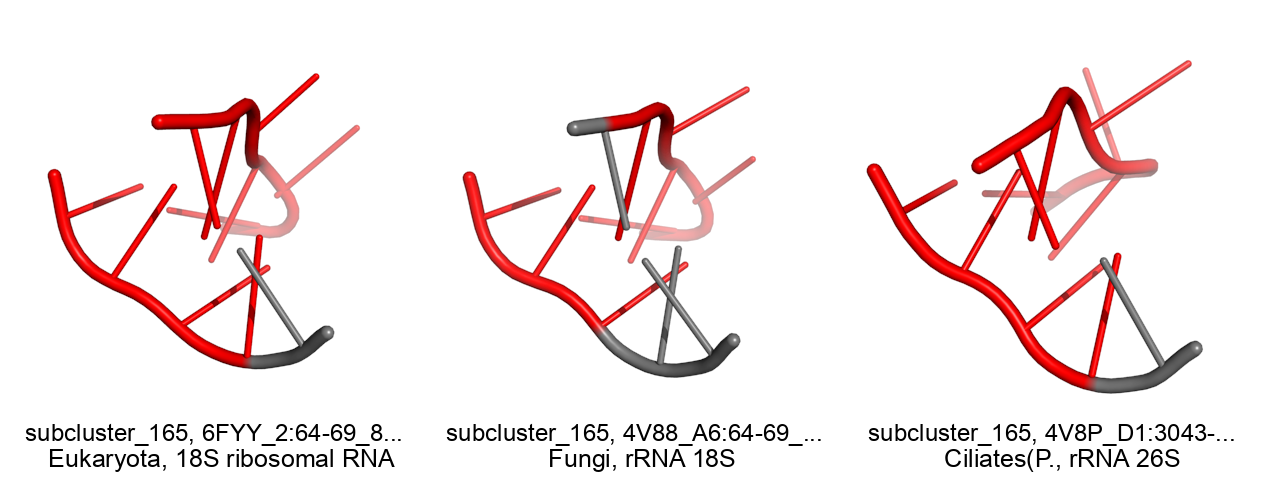 subcluster_165, 6FYY_2:64-69_8...
Eukaryota, 18S ribosomal RNA
subcluster_165, 4V88_A6:64-69_...
Fungi, rRNA 18S
subcluster_165, 4V8P_D1:3043-...
Ciliates(P., rRNA 26S